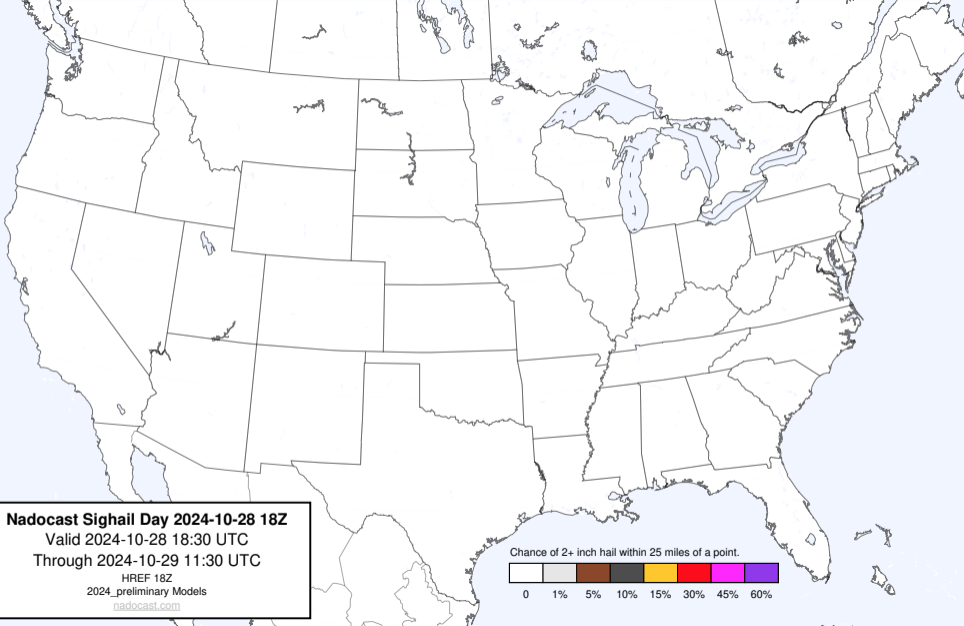 Nadocast Sighail Day 2024-10-28 18Z
Valid 2024-10-28 18:30 UTC
Through 2024-10-29 11:30 UTC
HREF 18Z
2024_preliminary Models
nadocast.com
Chance of 2+ inch hail within 25 miles of a point.
0 1% 5% 10% 15% 30% 45% 60%